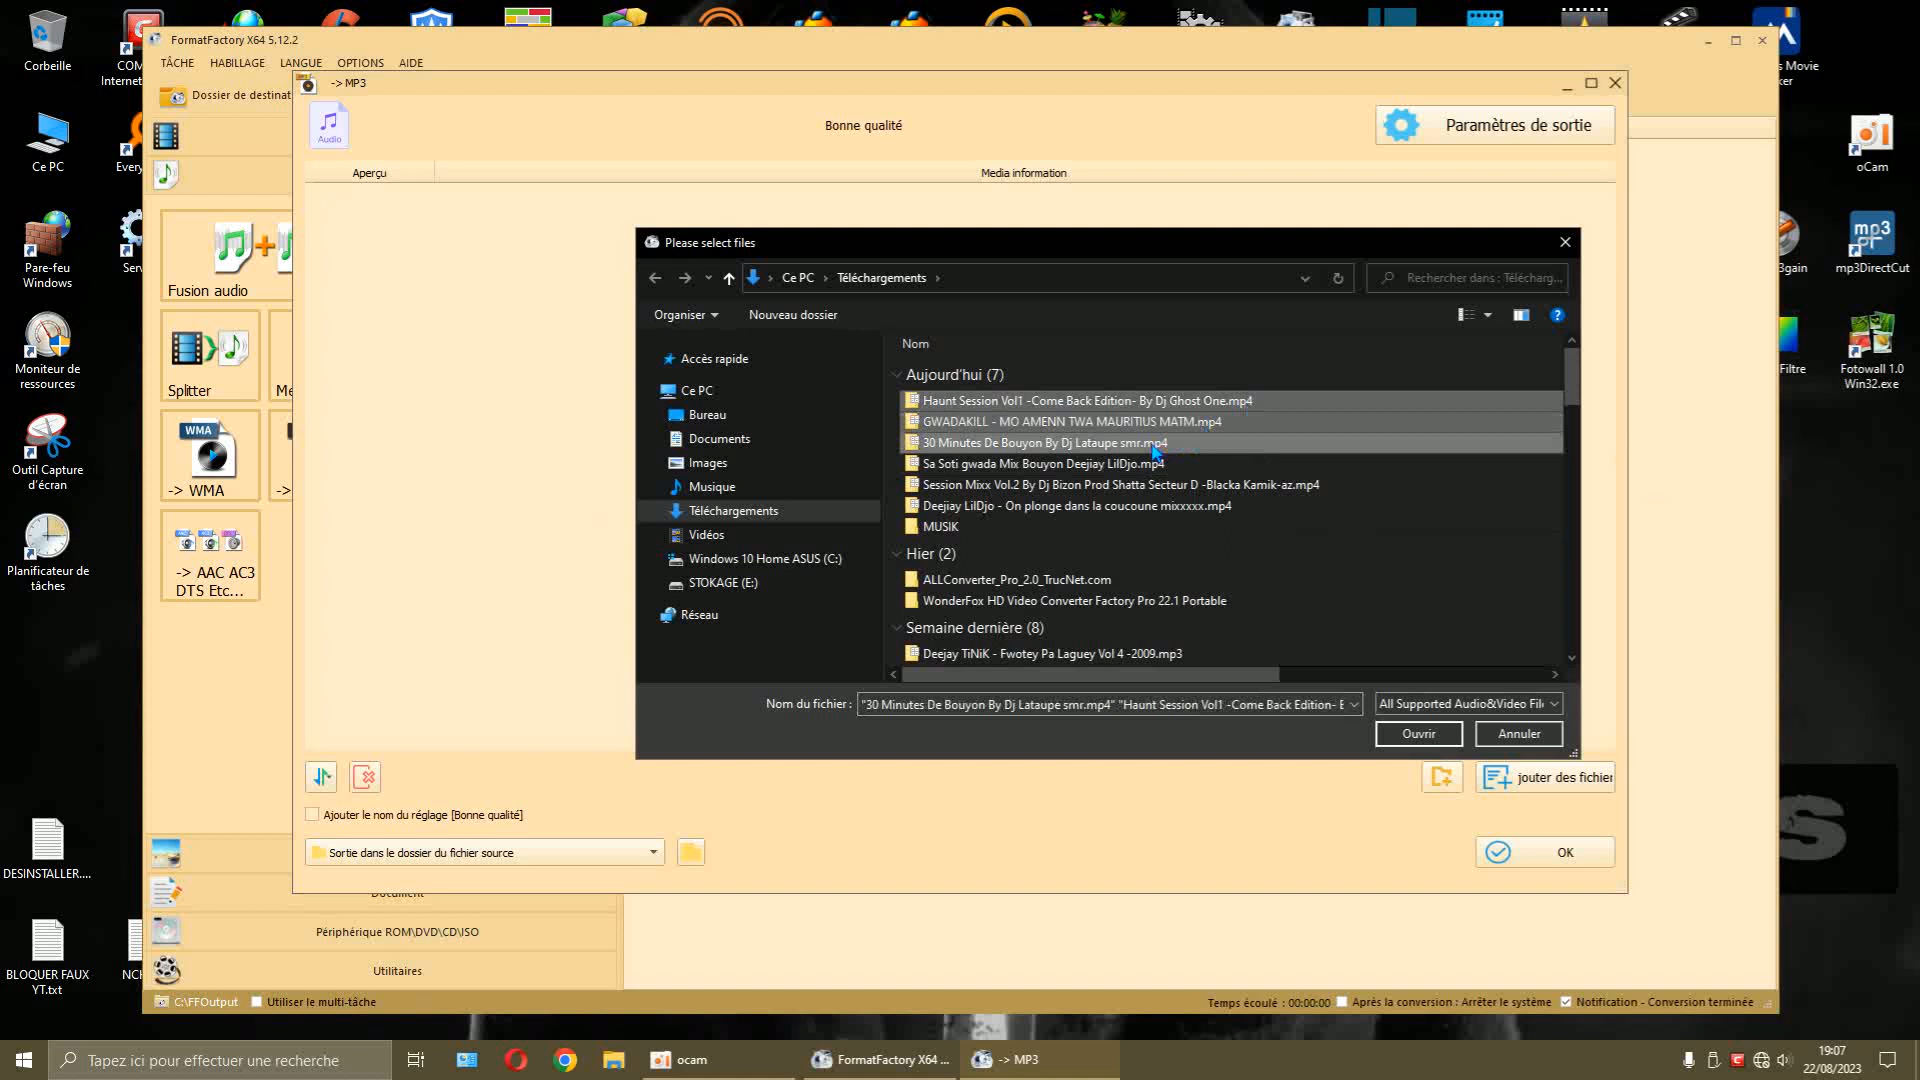 Corbeille
Ce PC
Pare-feu
Windows
Moniteur de
ressources
Outil Capture
d'écran
Planificateur de
tâches
DESINSTALLER....
BLOQUER FAUX
YT.txt
COM
Internet
Every
Serv
NCH
FormatFactory X64 5.12.2
TÂCHE
HABILLAGE
LANGUE
OPTIONS
AIDE
Dossier de destinat
Fusion audio
Splitter
WMA
-> WMA
->
-> AAC AC3
DTS Etc...
-> MP3
Audio
Bonne qualité
Paramètres de sortie
Aperçu
Media information
Please select files
Ce PC
Téléchargements
Rechercher dans : Télécharg...
Organiser
Nouveau dossier
Accès rapide
Ce PC
Bureau
Documents
Images
Musique
Téléchargements
Vidéos
Windows 10 Home ASUS (C:)
STOKAGE (E:)
Réseau
Nom
Aujourd'hui (7)
Haunt Session Vol1 -Come Back Edition- By Dj Ghost One.mp4
GWADAKILL - MO AMENN TWA MAURITIUS MATM.mp4
30 Minutes De Bouyon By Dj Lataupe smr.mp4
Sa Soti gwada Mix Bouyon Deejiay LilDjo.mp4
Session Mixx Vol.2 By Dj Bizon Prod Shatta Secteur D -Blacka Kamik-az.mp4
Deejiay LilDjo - On plonge dans la coucoune mixxxxx.mp4
MUSIK
Hier (2)
ALLConverter_Pro_2.0_TrucNet.com
WonderFox HD Video Converter Factory Pro 22.1 Portable
Semaine dernière (8)
Deejay TiNiK - Fwotey Pa Laguey Vol 4 -2009.mp3
Nom du fichier :
"30 Minutes De Bouyon By Dj Lataupe smr.mp4" "Haunt Session Vol1 -Come Back Edition- E
All Supported Audio&Video Fil
Ouvrir
Annuler
jouter des fichier
Ajouter le nom du réglage [Bonne qualité]
Sortie dans le dossier du fichier source
OK
Document
Périphérique ROM\DVD\CD\ISO
Utilitaires
C:\FFOutput
Utiliser le multi-tâche
Temps écoulé : 00:00:00
Après la conversion : Arrêter le système
Notification - Conversion terminée
s Movie
ker
oCam
3gain
mp3
mp3DirectCut
Filtre
Fotowall 1.0
Win32.exe
Tapez ici pour effectuer une recherche
ocam
FormatFactory X64 ...
-> MP3
19:07
22/08/2023